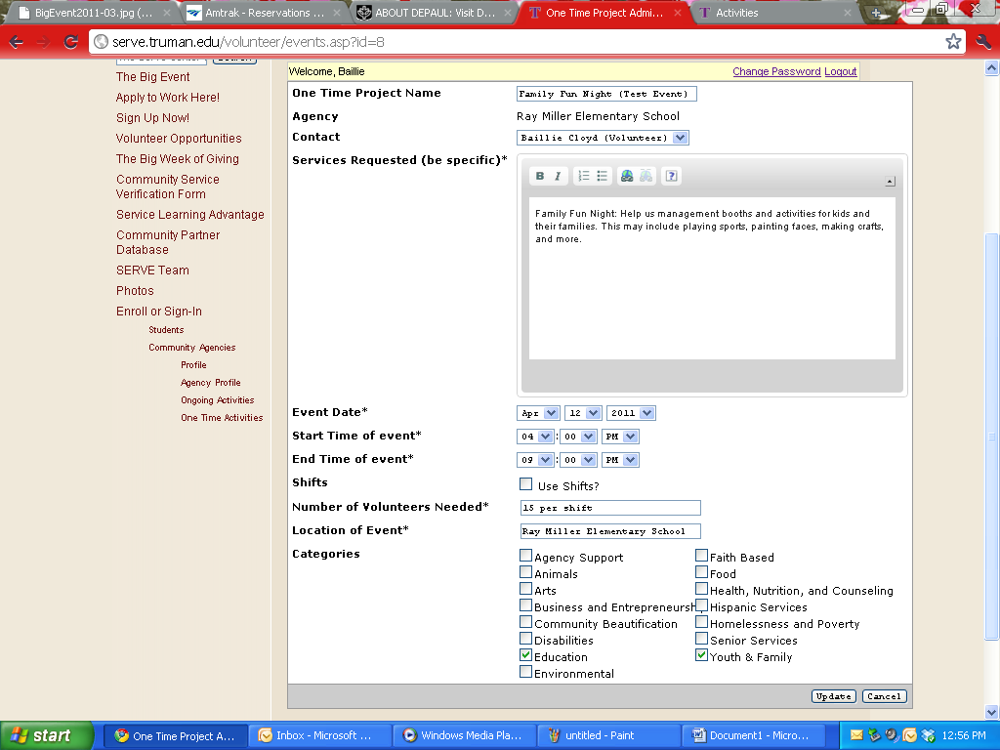 BigEvent2011-03.jpg (...
Amtrak - Reservations ...
ABOUT DEPAUL: Visit D...
One Time Project Admi...
Activities
serve.truman.edu/volunteer/events.asp?id=8
Welcome, Baillie
Change Password Logout
The Big Event
Apply to Work Here!
Sign Up Now!
Volunteer Opportunities
The Big Week of Giving
Community Service
Verification Form
Service Learning Advantage
Community Partner
Database
SERVE Team
Photos
Enroll or Sign-In
Students
Community Agencies
Profile
Agency Profile
Ongoing Activities
One Time Activities
One Time Project Name Family Fun Night (Test Event)
Agency Ray Miller Elementary School
Contact Baillie Cloyd (Volunteer)
Services Requested (be specific)*
B I
Family Fun Night: Help us management booths and activities for kids and
their families. This may include playing sports, painting faces, making crafts,
and more.
Event Date* Apr 12 2011
Start Time of event* 04 : 00 PM
End Time of event* 09 : 00 PM
Shifts Use Shifts?
Number of Volunteers Needed* 15 per shift
Location of Event* Ray Miller Elementary School
Categories
Agency Support Faith Based
Animals Food
Arts Health, Nutrition, and Counseling
Business and Entrepreneursh Hispanic Services
Community Beautification Homelessness and Poverty
Disabilities Senior Services
Education Youth & Family
Environmental
Update Cancel
start One Time Project A... Inbox - Microsoft ... Windows Media Pla... untitled - Paint Document1 - Micro... 12:56 PM